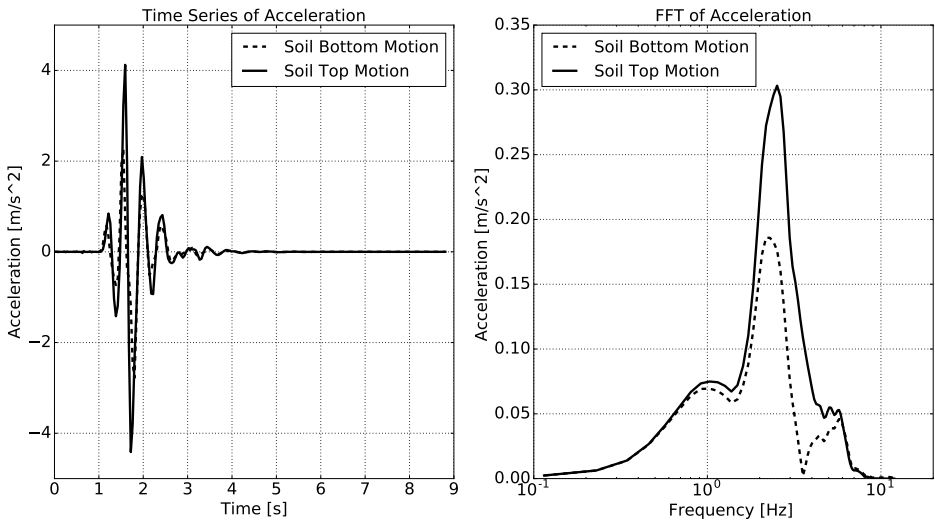 Time Series of Acceleration
Soil Bottom Motion
Soil Top Motion
4
2
0
−2
−4
Acceleration [m/s^2]
0 1 2 3 4 5 6 7 8 9
Time [s]
FFT of Acceleration
Soil Bottom Motion
Soil Top Motion
0.35
0.30
0.25
0.20
0.15
0.10
0.05
0.00
Acceleration [m/s^2]
10^-1 10^0 10^1
Frequency [Hz]